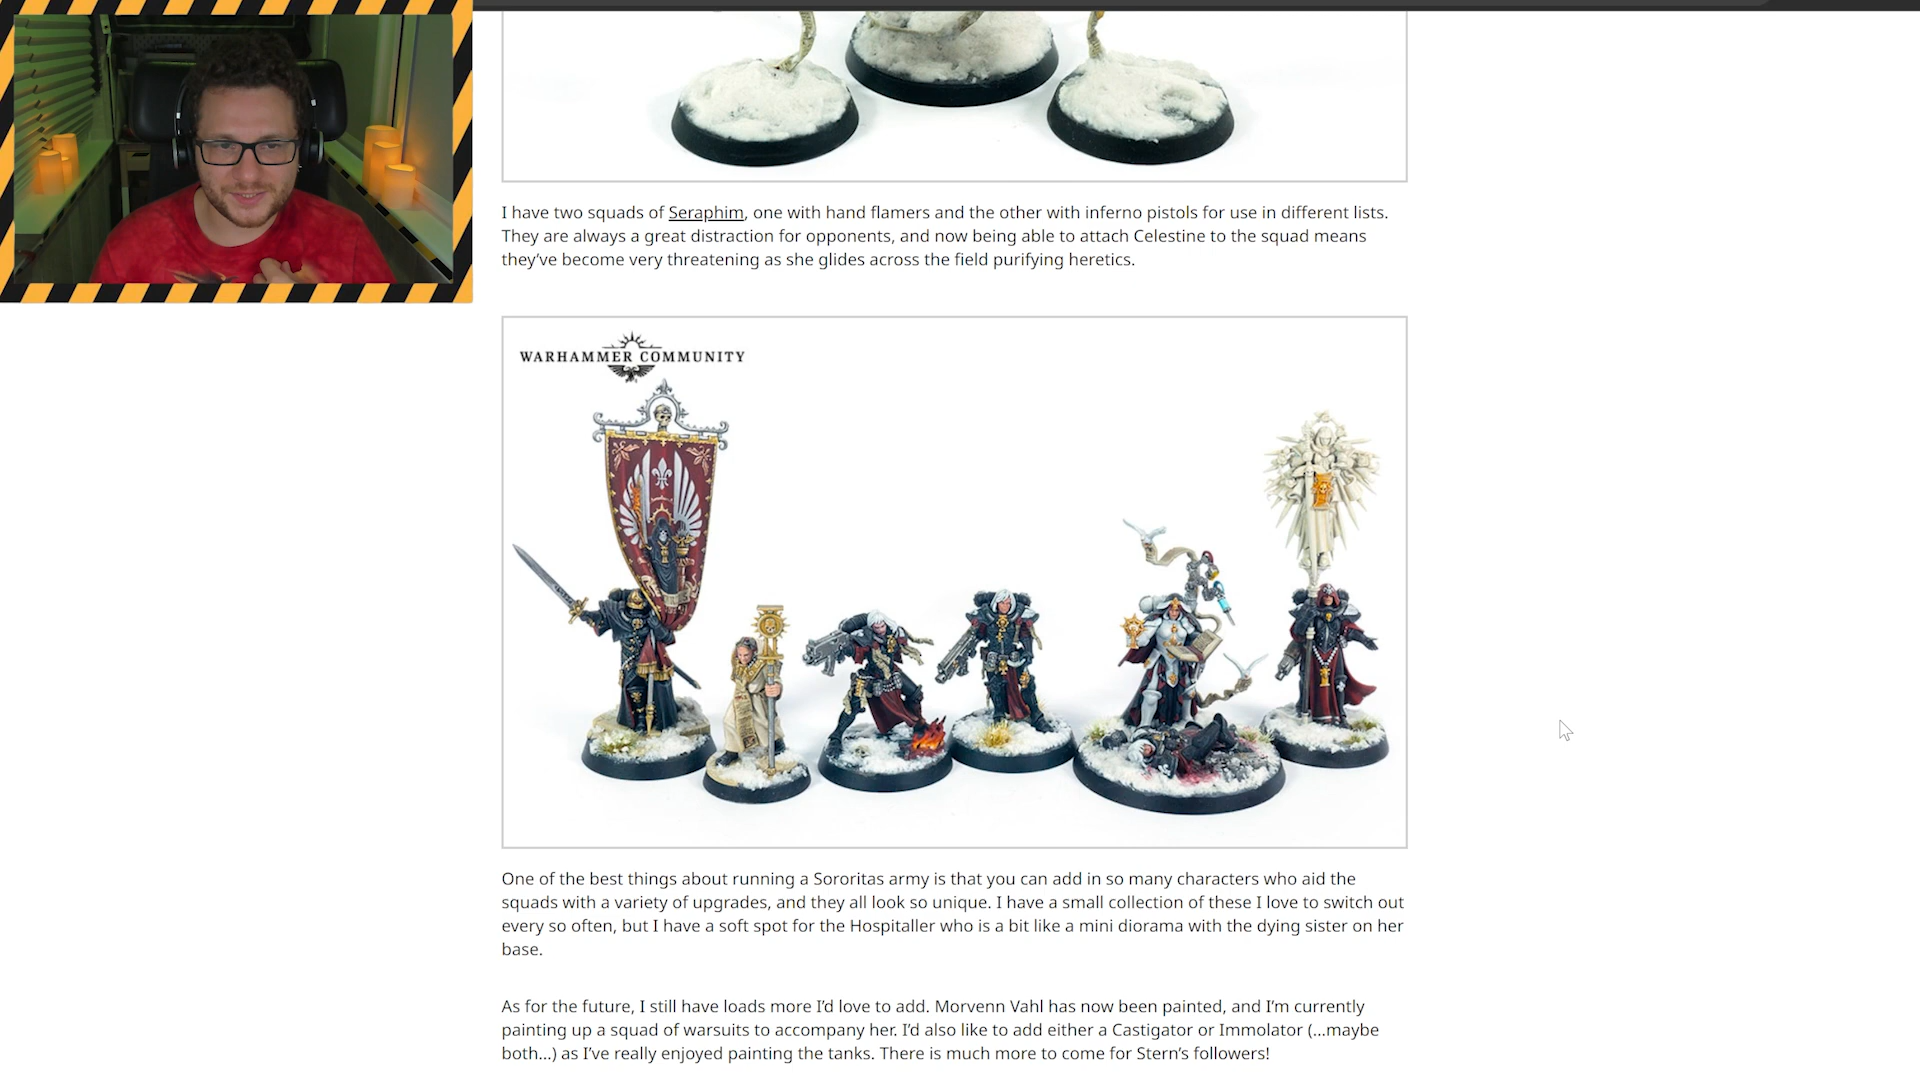 I have two squads of Seraphim, one with hand flamers and the other with inferno pistols for use in different lists.
They are always a great distraction for opponents, and now being able to attach Celestine to the squad means
they've become very threatening as she glides across the field purifying heretics.
WARHAMMER COMMUNITY
One of the best things about running a Sororitas army is that you can add in so many characters who aid the
squads with a variety of upgrades, and they all look so unique. I have a small collection of these I love to switch out
every so often, but I have a soft spot for the Hospitaller who is a bit like a mini diorama with the dying sister on her
base.
As for the future, I still have loads more I'd love to add. Morvenn Vahl has now been painted, and I'm currently
painting up a squad of warsuits to accompany her. I'd also like to add either a Castigator or Immolator (...maybe
both...) as I've really enjoyed painting the tanks. There is much more to come for Stern's followers!